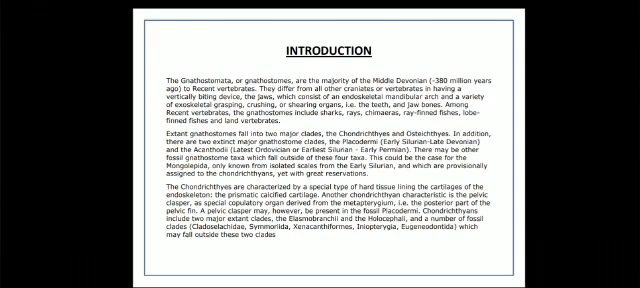 INTRODUCTION
The Gnathostomata, or gnathostomes, are the majority of the Middle Devonian (-380 million years
ago) to Recent vertebrates. They differ from all other craniates or vertebrates in having a
vertically biting device, the jaws, which consist of an endoskeletal mandibular arch and a variety
of exoskeletal grasping, crushing, or shearing organs, i.e. the teeth, and jaw bones. Among
Recent vertebrates, the gnathostomes include sharks, rays, chimaeras, ray-finned fishes, lobe-
finned fishes and land vertebrates.
Extant gnathostomes fall into two major clades, the Chondrichthyes and Osteichthyes. In addition,
there are two extinct major gnathostome clades, the Placodermi (Early Silurian-Late Devonian)
and the Acanthodii (Latest Ordovician or Earliest Silurian - Early Permian). There may be other
fossil gnathostome taxa which fall outside of these four taxa. This could be the case for the
Mongolepida, only known from isolated scales from the Early Silurian, and which are provisionally
assigned to the chondrichthyans, yet with great reservations.
The Chondrichthyes are characterized by a special type of hard tissue lining the cartilages of the
endoskeleton: the prismatic calcified cartilage. Another chondrichthyan characteristic is the pelvic
clasper, as special copulatory organ derived from the metapterygium, i.e. the posterior part of the
pelvic fin. A pelvic clasper may, however, be present in the fossil Placodermi. Chondrichthyans
include two major extant clades, the Elasmobranchii and the Holocephali, and a number of fossil
clades (Cladoselachidae, Symmoriida, Xenacanthiformes, Iniopterygia, Eugeneodontida) which
may fall outside these two clades